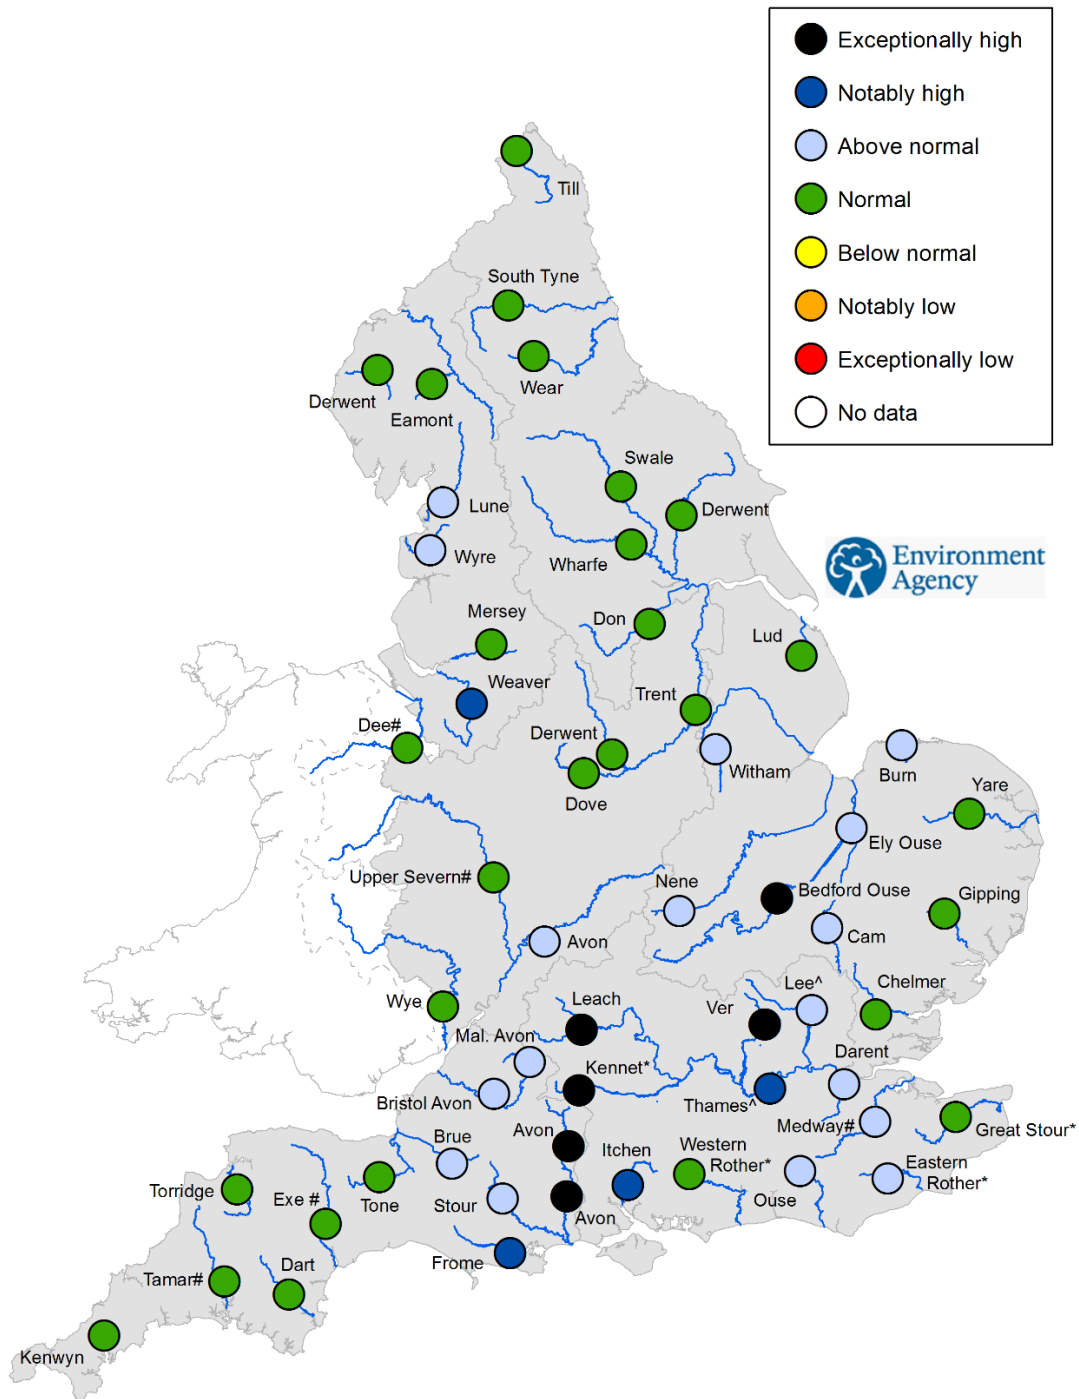 Exceptionally high
Notably high
Above normal
Normal
Below normal
Notably low
Exceptionally low
No data
Till
South Tyne
Wear
Derwent
Eamont
Swale
Lune
Derwent
Wyre
Wharfe
Environment
Agency
Mersey
Don
Lud
Weaver
Trent
Dee#
Derwent
Witham
Burn
Dove
Yare
Ely Ouse
Upper Severn#
Nene
Bedford Ouse
Gipping
Avon
Cam
Lee^
Chelmer
Wye
Leach
Ver
Mal. Avon
Darent
Kennet*
Bristol Avon
Thames^
Medway#
Great Stour*
Avon
Brue
Itchen
Western
Rother*
Eastern
Rother*
Torridge
Exe #
Tone
Stour
Ouse
Avon
Frome
Tamar#
Dart
Kenwyn